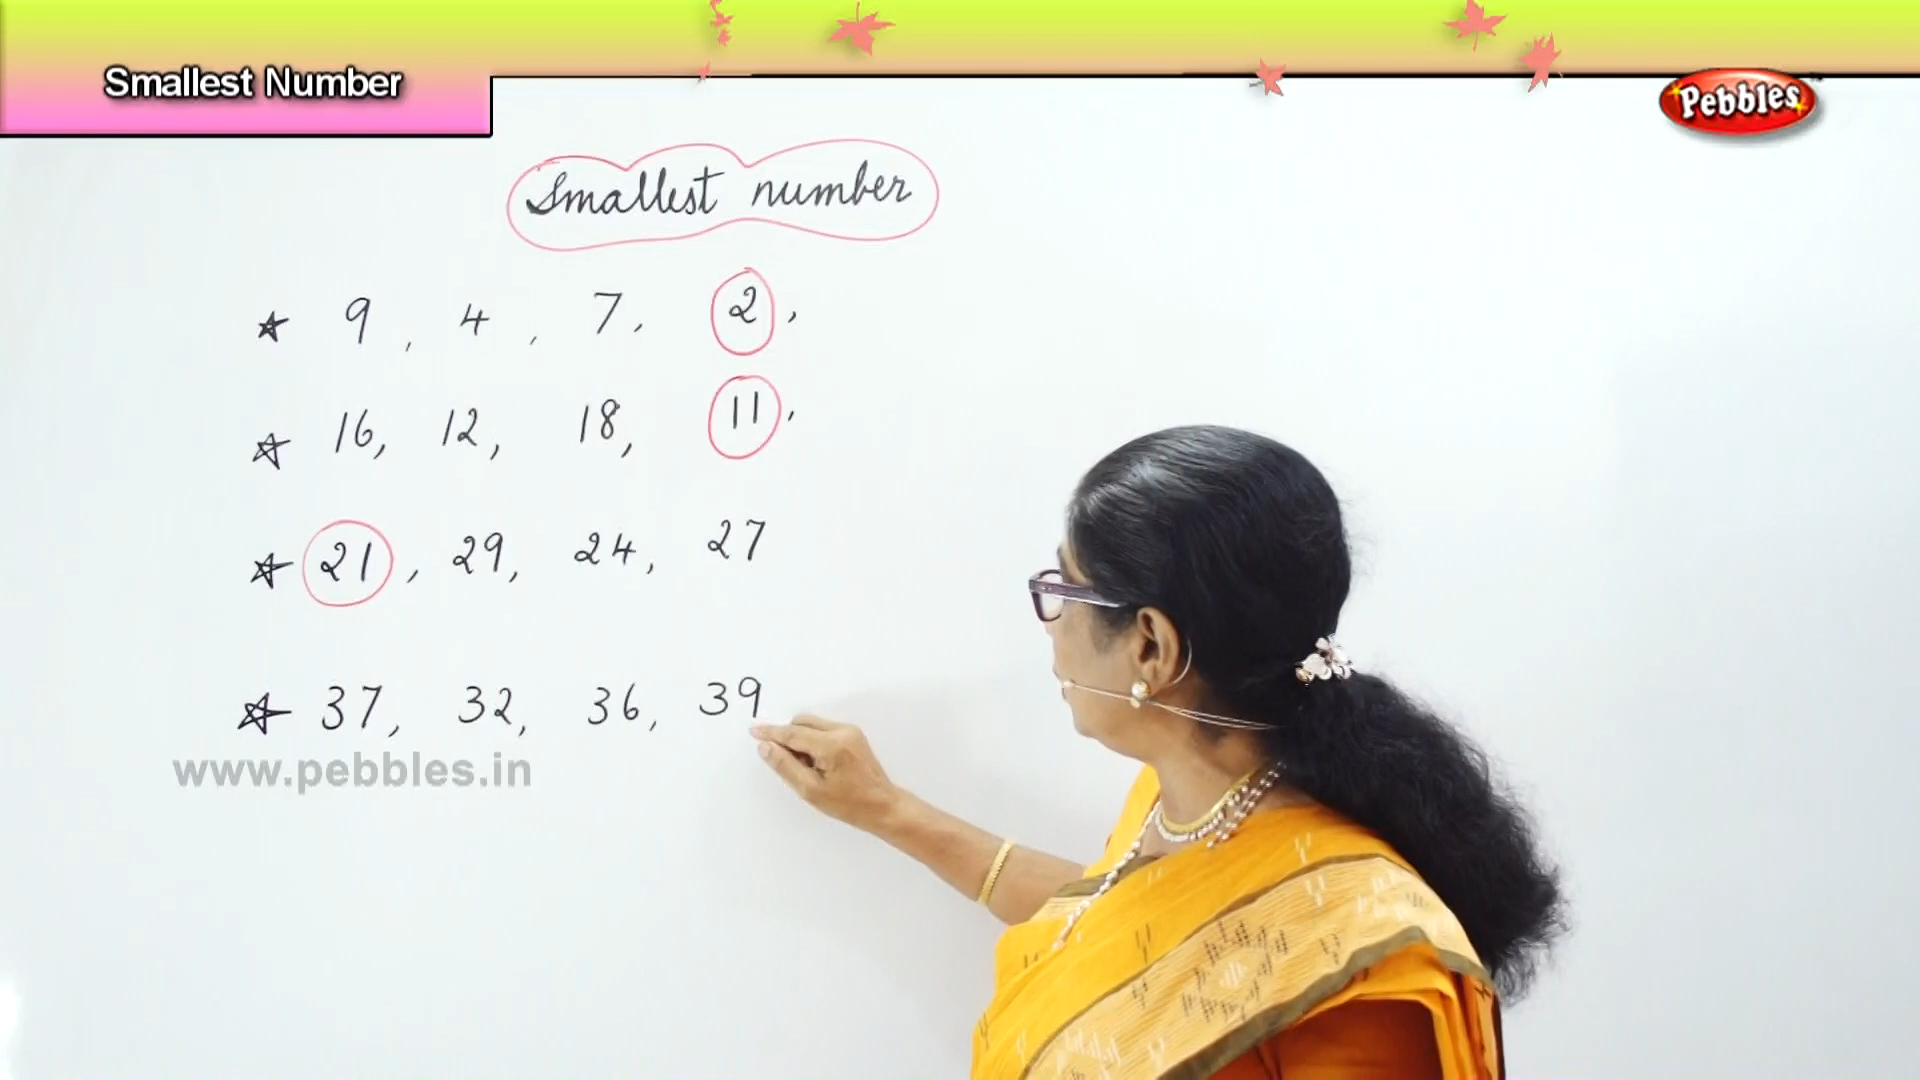 Smallest Number
Pebbles
Smallest number
9, 4, 7, 2,
16, 12, 18, 11,
21, 29, 24, 27
37, 32, 36, 39
www.pebbles.in